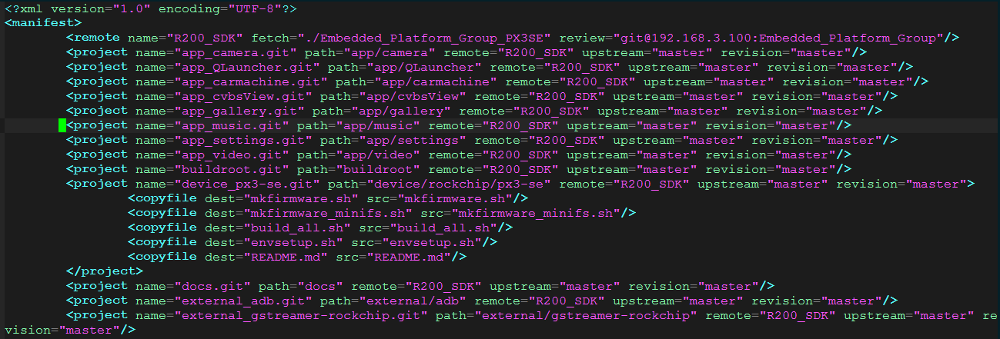 <?xml version="1.0" encoding="UTF-8"?>
<manifest>
<remote name="R200_SDK" fetch="./Embedded_Platform_Group_PX3SE" review="git@192.168.3.100:Embedded_Platform_Group"/>
<project name="app_camera.git" path="app/camera" remote="R200_SDK" upstream="master" revision="master"/>
<project name="app_QLauncher.git" path="app/QLauncher" remote="R200_SDK" upstream="master" revision="master"/>
<project name="app_carmachine.git" path="app/carmachine" remote="R200_SDK" upstream="master" revision="master"/>
<project name="app_cvbsView.git" path="app/cvbsView" remote="R200_SDK" upstream="master" revision="master"/>
<project name="app_gallery.git" path="app/gallery" remote="R200_SDK" upstream="master" revision="master"/>
<project name="app_music.git" path="app/music" remote="R200_SDK" upstream="master" revision="master"/>
<project name="app_settings.git" path="app/settings" remote="R200_SDK" upstream="master" revision="master"/>
<project name="app_video.git" path="app/video" remote="R200_SDK" upstream="master" revision="master"/>
<project name="buildroot.git" path="buildroot" remote="R200_SDK" upstream="master" revision="master"/>
<project name="device_px3-se.git" path="device/rockchip/px3-se" remote="R200_SDK" upstream="master" revision="master">
<copyfile dest="mkfirmware.sh" src="mkfirmware.sh"/>
<copyfile dest="mkfirmware_minifs.sh" src="mkfirmware_minifs.sh"/>
<copyfile dest="build_all.sh" src="build_all.sh"/>
<copyfile dest="envsetup.sh" src="envsetup.sh"/>
<copyfile dest="README.md" src="README.md"/>
</project>
<project name="docs.git" path="docs" remote="R200_SDK" upstream="master" revision="master"/>
<project name="external_adb.git" path="external/adb" remote="R200_SDK" upstream="master" revision="master"/>
<project name="external_gstreamer-rockchip.git" path="external/gstreamer-rockchip" remote="R200_SDK" upstream="master" re
vision="master"/>